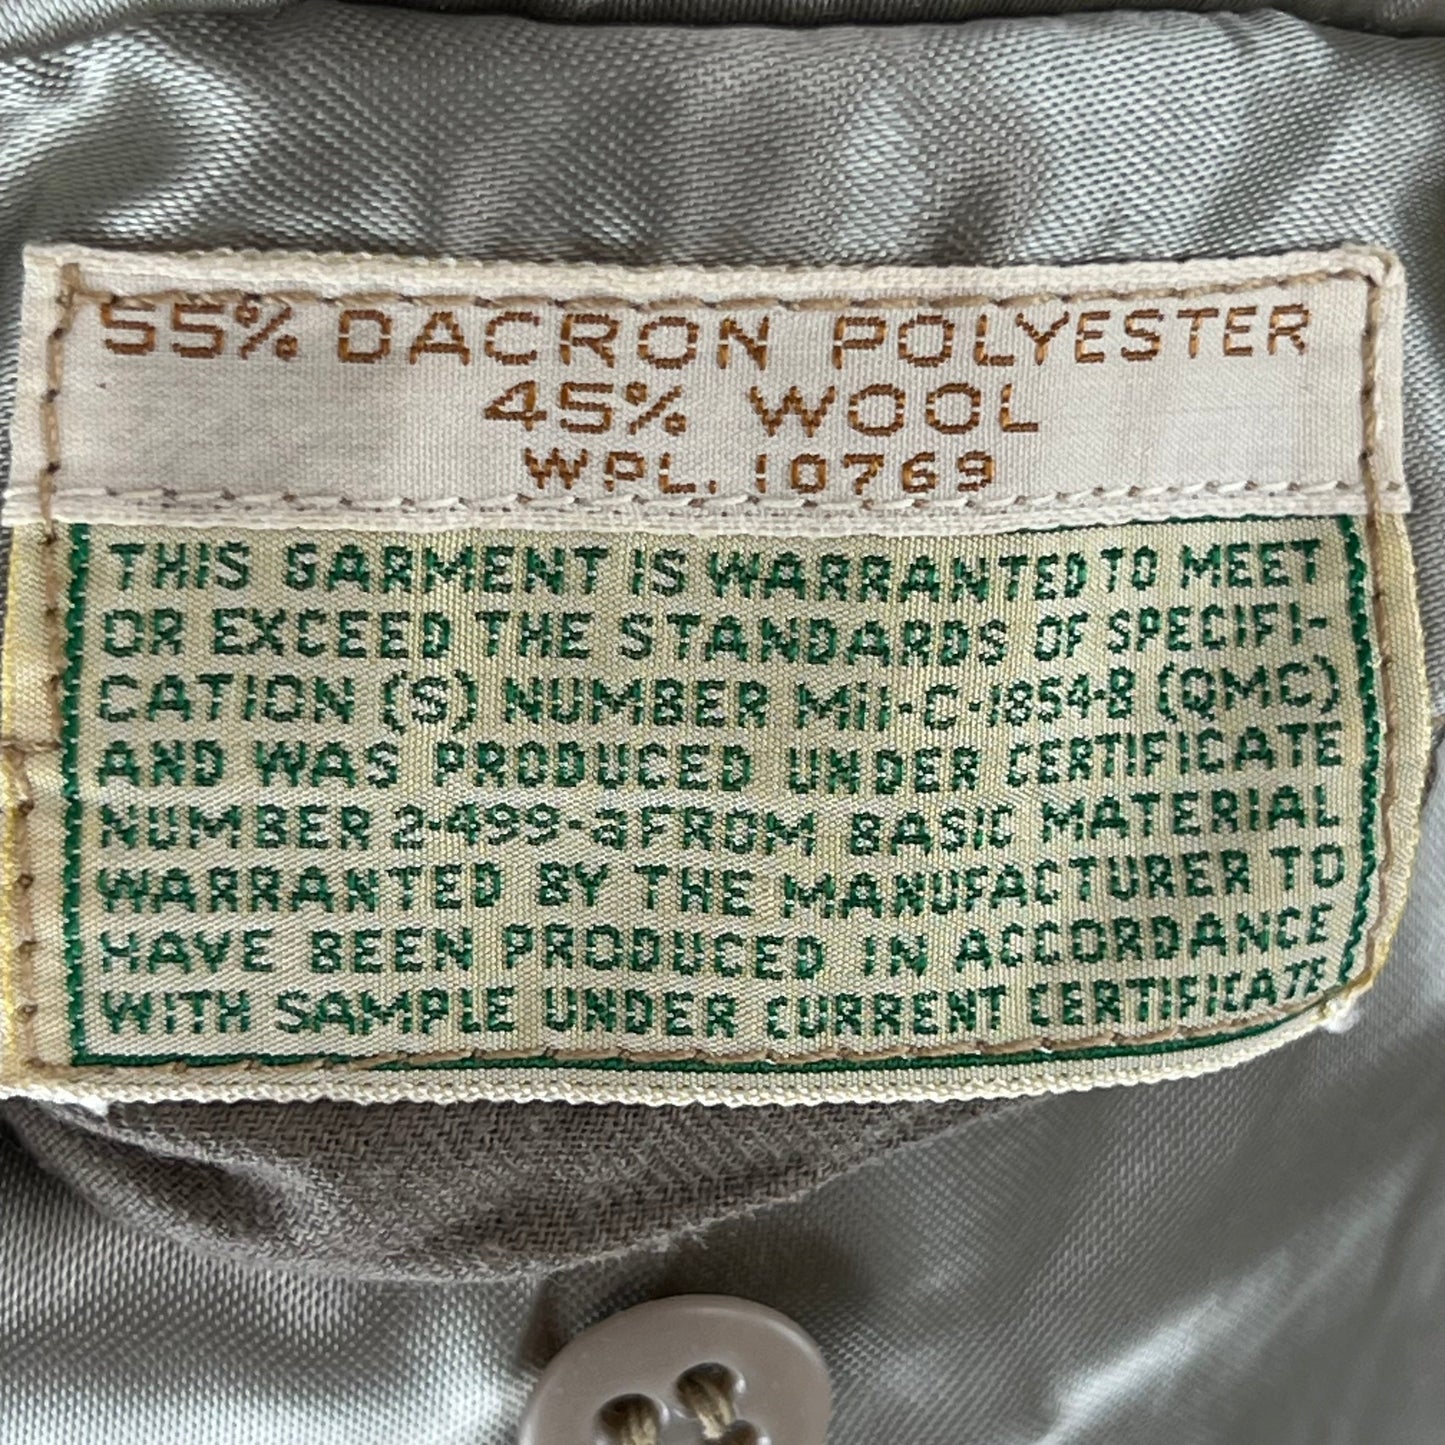 55% DACRON POLYESTER
45% WOOL
WPL. 10769
THIS GARMENT IS WARRANTED TO MEET
OR EXCEED THE STANDARDS OF SPECIFI-
CATION (S) NUMBER Mil-C-1854-B (QMC)
AND WAS PRODUCED UNDER CERTIFICATE
NUMBER 2-499-a FROM BASIC MATERIAL
WARRANTED BY THE MANUFACTURER TO
HAVE BEEN PRODUCED IN ACCORDANCE
WITH SAMPLE UNDER CURRENT CERTIFICATE